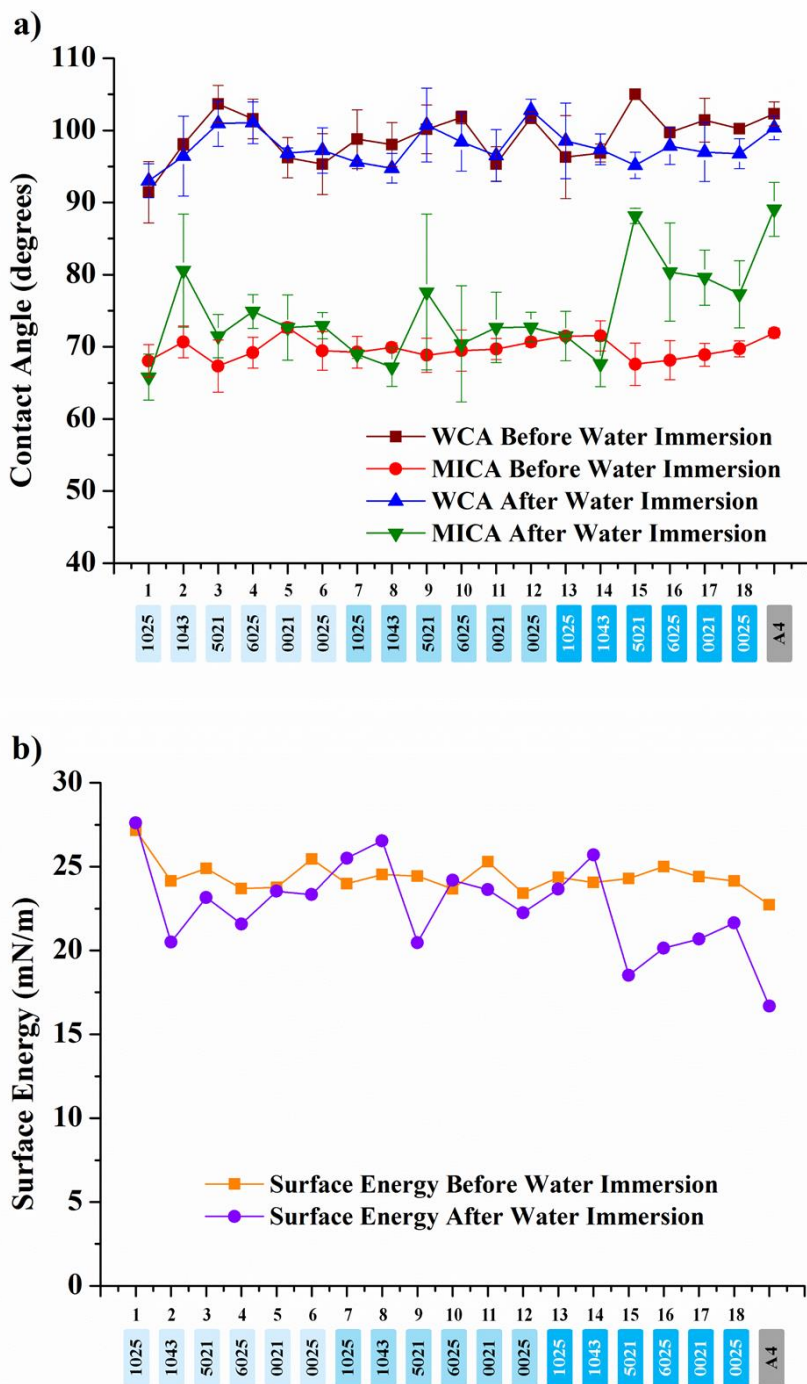 a)
110
100
90
80
70
60
50
40
Contact Angle (degrees)
WCA Before Water Immersion
MICA Before Water Immersion
WCA After Water Immersion
MICA After Water Immersion
1 2 3 4 5 6 7 8 9 10 11 12 13 14 15 16 17 18
1025 1043 5021 6025 0021 0025 1025 1043 5021 6025 0021 0025 1025 1043 5021 6025 0021 0025 A4
b)
30
25
20
15
10
5
0
Surface Energy (mN/m)
Surface Energy Before Water Immersion
Surface Energy After Water Immersion
1 2 3 4 5 6 7 8 9 10 11 12 13 14 15 16 17 18
1025 1043 5021 6025 0021 0025 1025 1043 5021 6025 0021 0025 1025 1043 5021 6025 0021 0025 A4